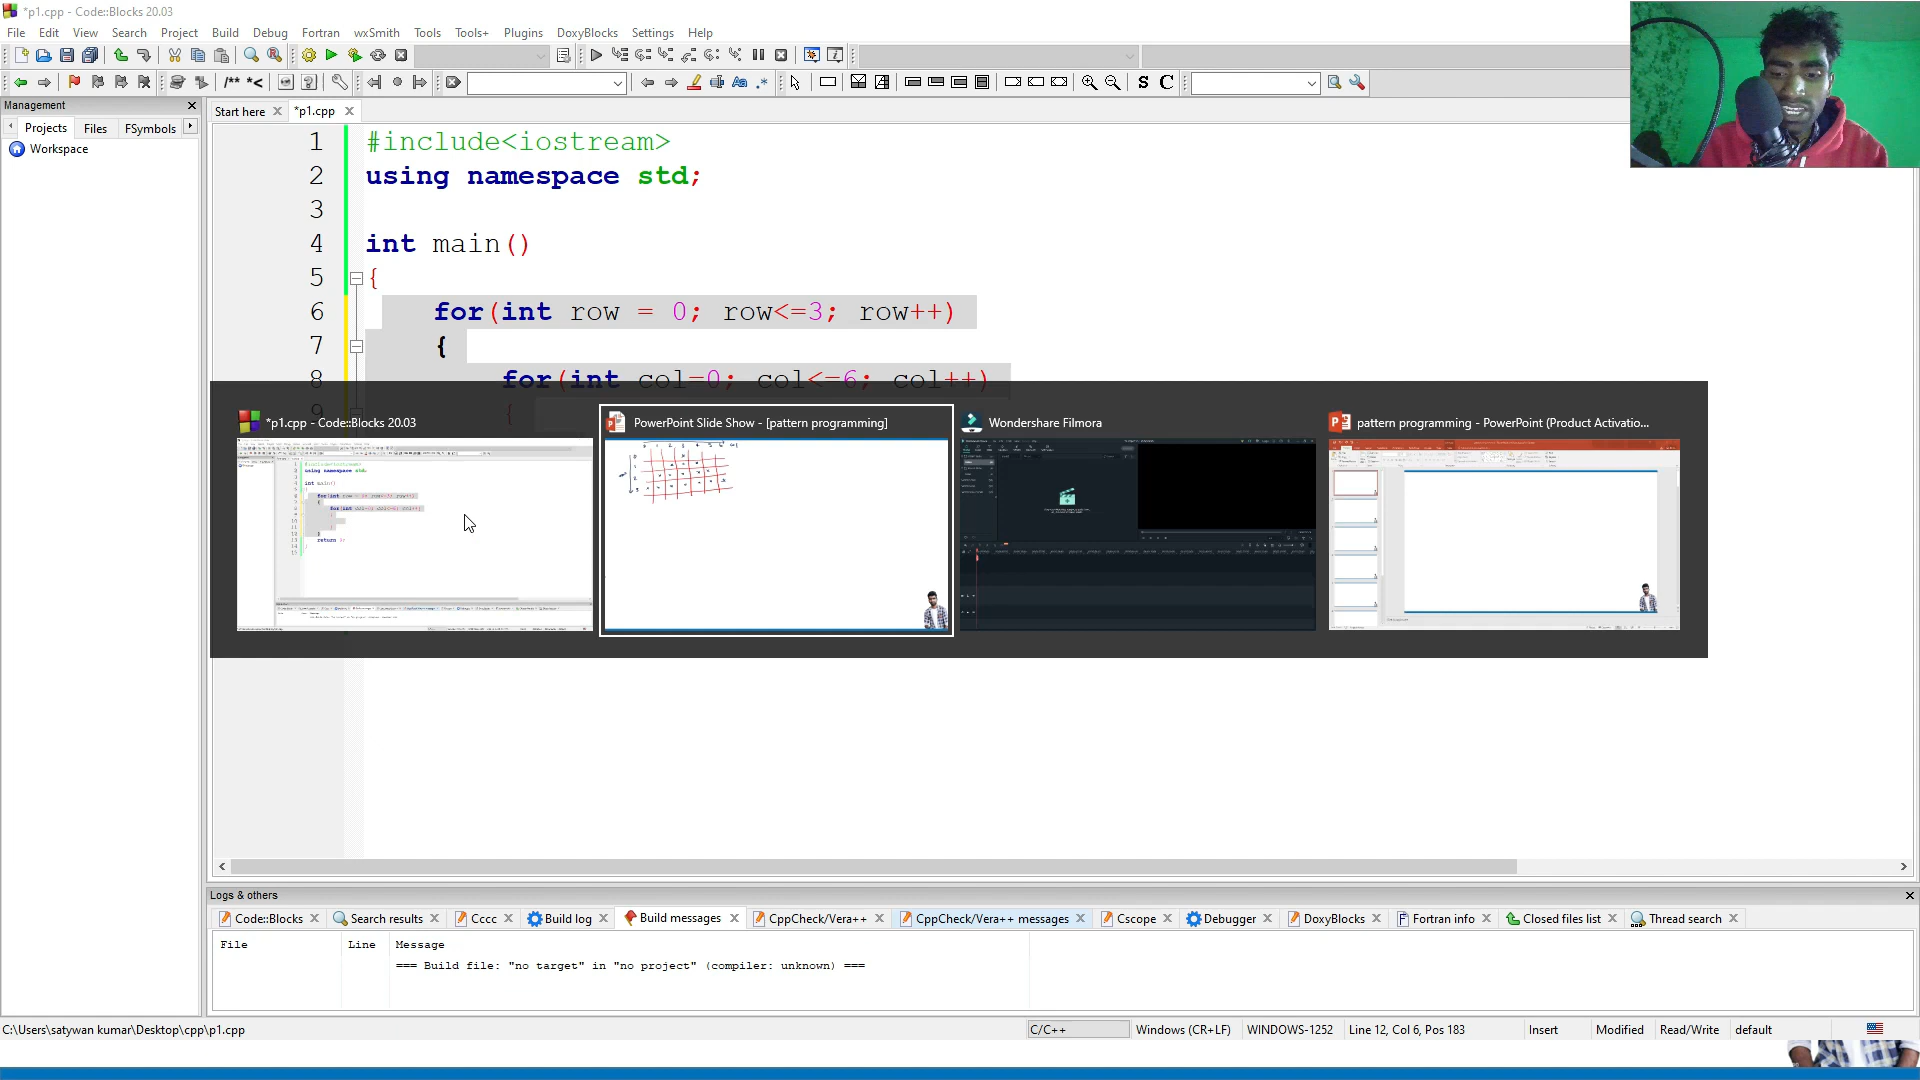 *p1.cpp - Code::Blocks 20.03
File Edit View Search Project Build Debug Fortran wxSmith Tools Tools+ Plugins DoxyBlocks Settings Help
/** *< Aa .* S C
Management
Start here *p1.cpp
Projects Files FSymbols
Workspace
1 #include<iostream>
2 using namespace std;
3
4 int main()
5 {
6 for(int row = 0; row<=3; row++)
7 {
8 for(int col=0; col<=6; col++)
9 {
*p1.cpp - Code::Blocks 20.03
PowerPoint Slide Show - [pattern programming]
Wondershare Filmora
pattern programming - PowerPoint (Product Activatio...
Logs & others
Code::Blocks Search results Cccc Build log Build messages CppCheck/Vera++ CppCheck/Vera++ messages Cscope Debugger DoxyBlocks Fortran info Closed files list Thread search
File Line Message
=== Build file: "no target" in "no project" (compiler: unknown) ===
C:\Users\satywan kumar\Desktop\cpp\p1.cpp C/C++ Windows (CR+LF) WINDOWS-1252 Line 12, Col 6, Pos 183 Insert Modified Read/Write default